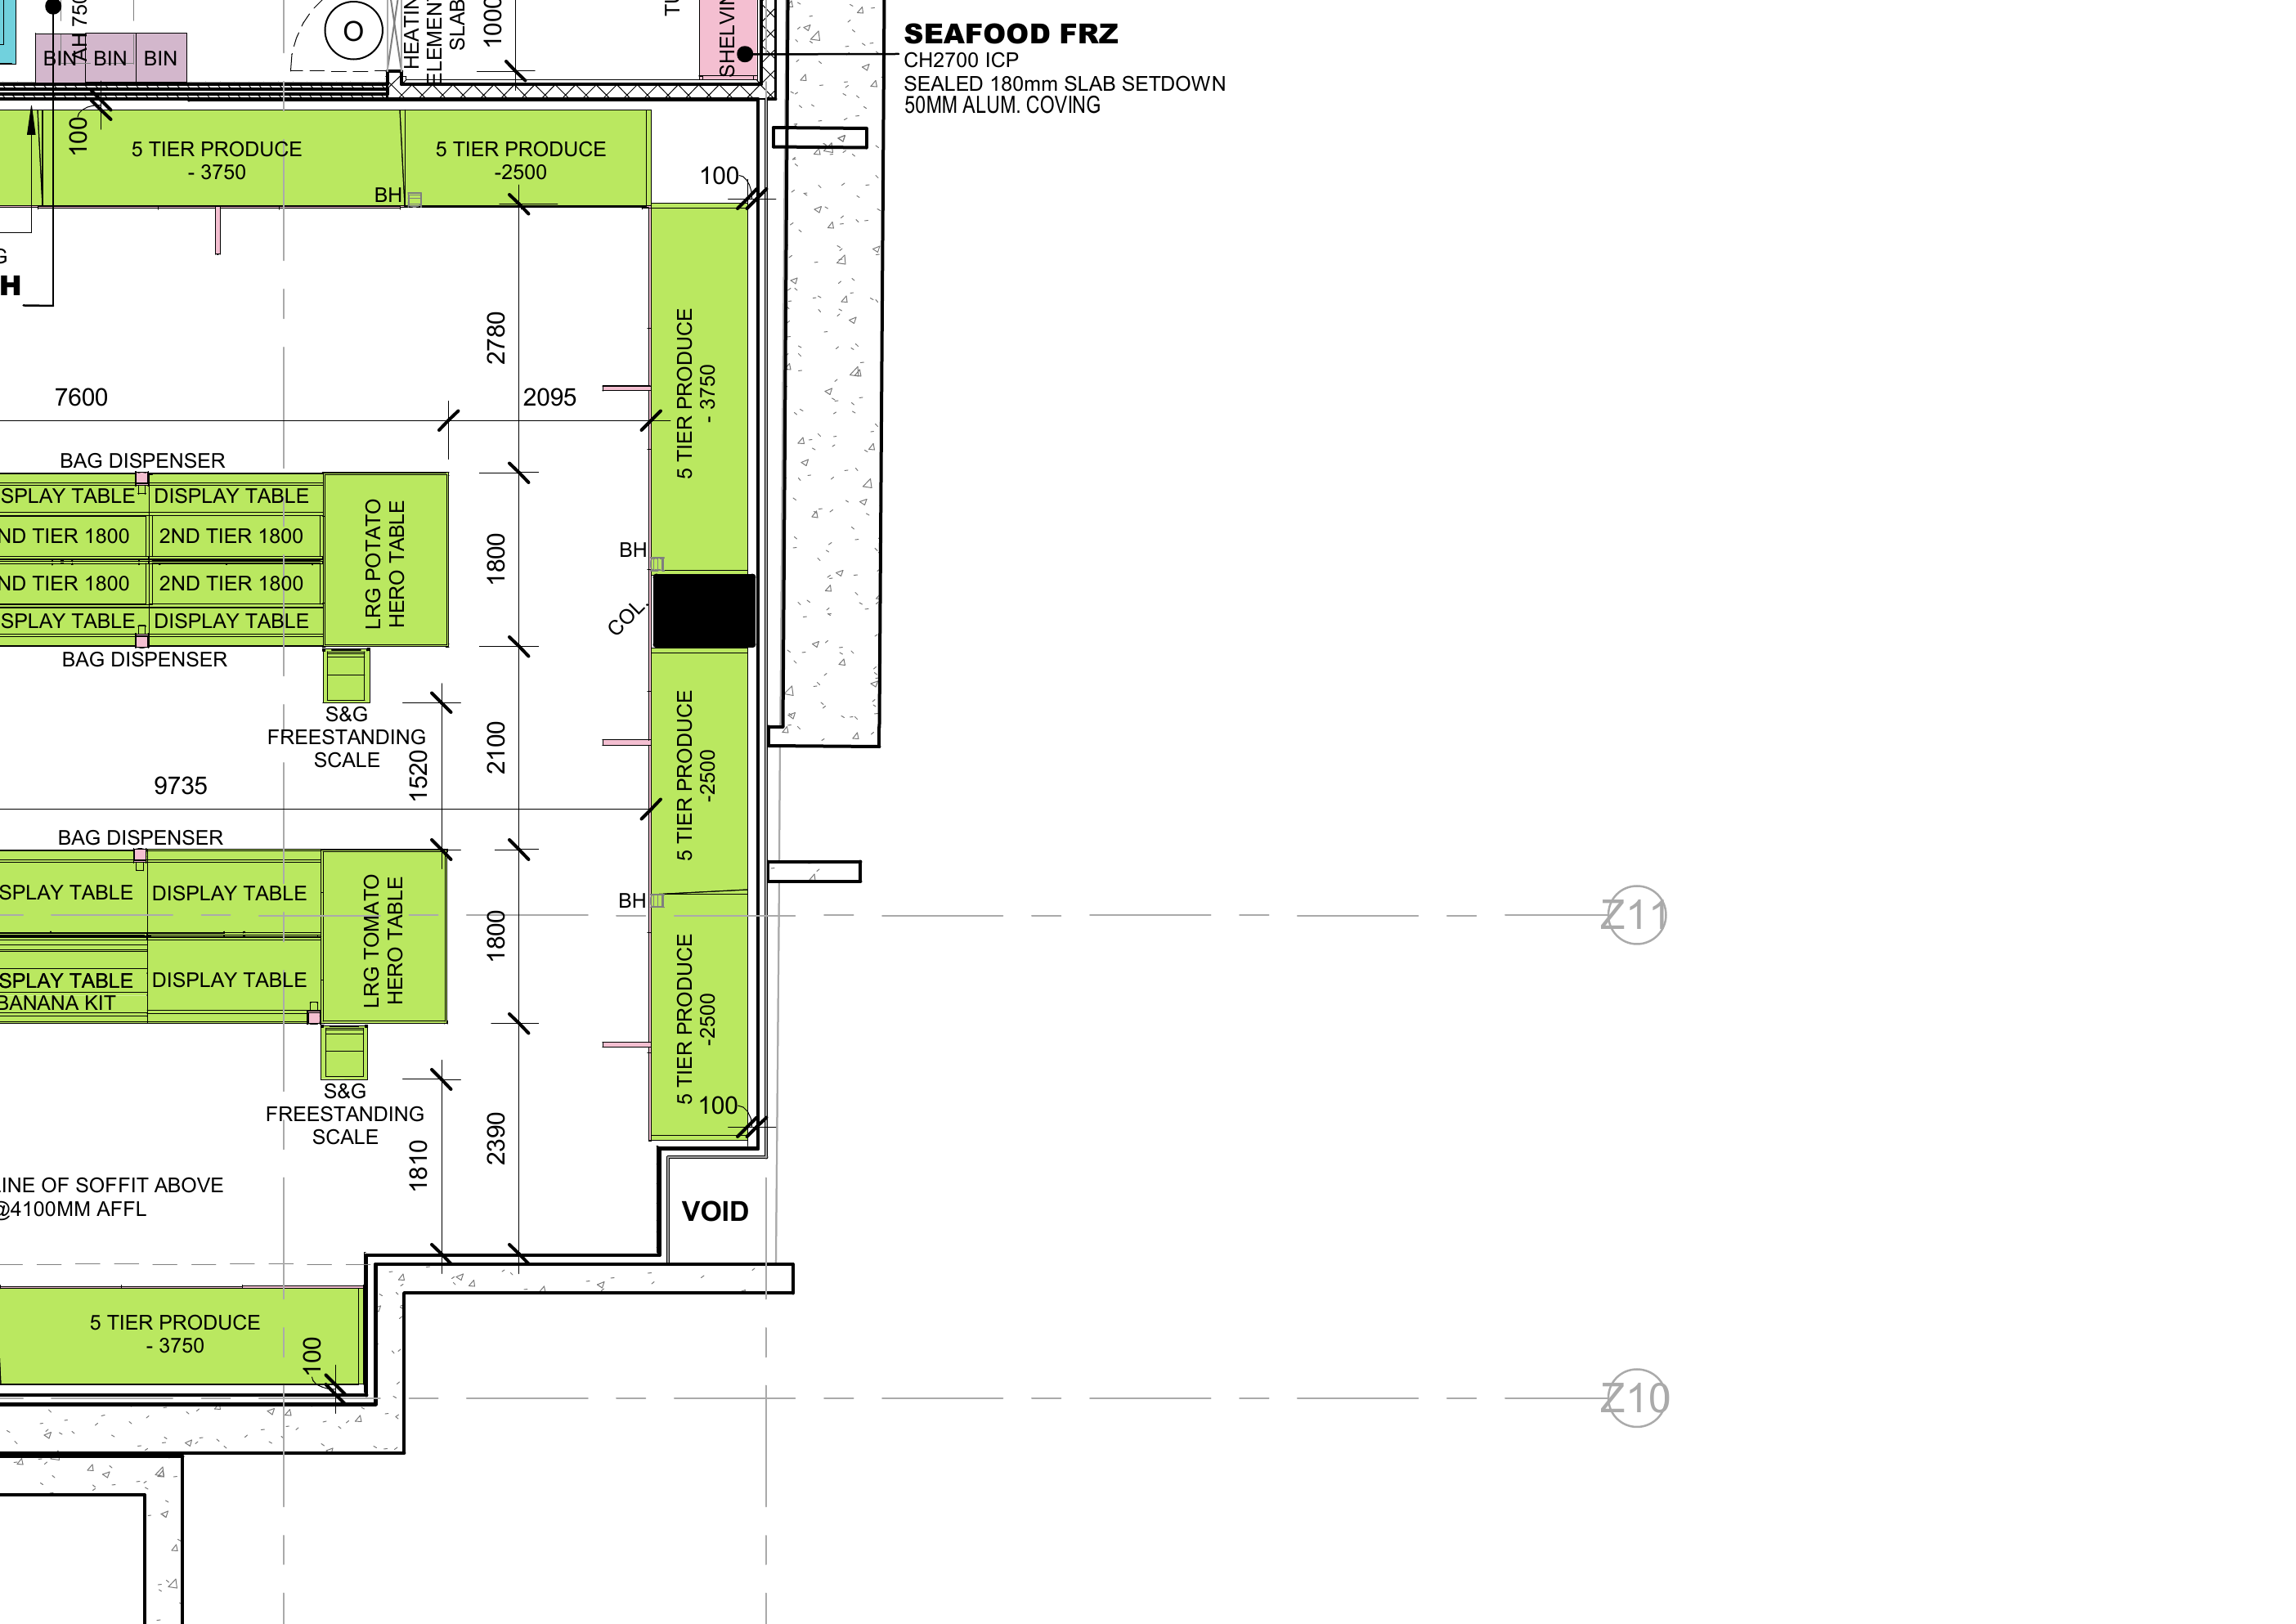 SEAFOOD FRZ
CH2700 ICP
SEALED 180mm SLAB SETDOWN
50MM ALUM. COVING
BIN
BIN
BIN
AH 750
O
HEATIN
ELEMENT
SLAB
1000
SHELVIN
100
5 TIER PRODUCE
- 3750
5 TIER PRODUCE
-2500
BH
100
G
H
2780
5 TIER PRODUCE
- 3750
7600
2095
BAG DISPENSER
SPLAY TABLE
DISPLAY TABLE
ND TIER 1800
2ND TIER 1800
ND TIER 1800
2ND TIER 1800
SPLAY TABLE
DISPLAY TABLE
LRG POTATO
HERO TABLE
1800
BH
COL.
BAG DISPENSER
S&G
FREESTANDING
SCALE
1520
2100
5 TIER PRODUCE
-2500
9735
BAG DISPENSER
SPLAY TABLE
DISPLAY TABLE
SPLAY TABLE
BANANA KIT
DISPLAY TABLE
LRG TOMATO
HERO TABLE
1800
BH
Z11
5 TIER PRODUCE
-2500
100
S&G
FREESTANDING
SCALE
1810
2390
LINE OF SOFFIT ABOVE
@4100MM AFFL
VOID
5 TIER PRODUCE
- 3750
100
Z10